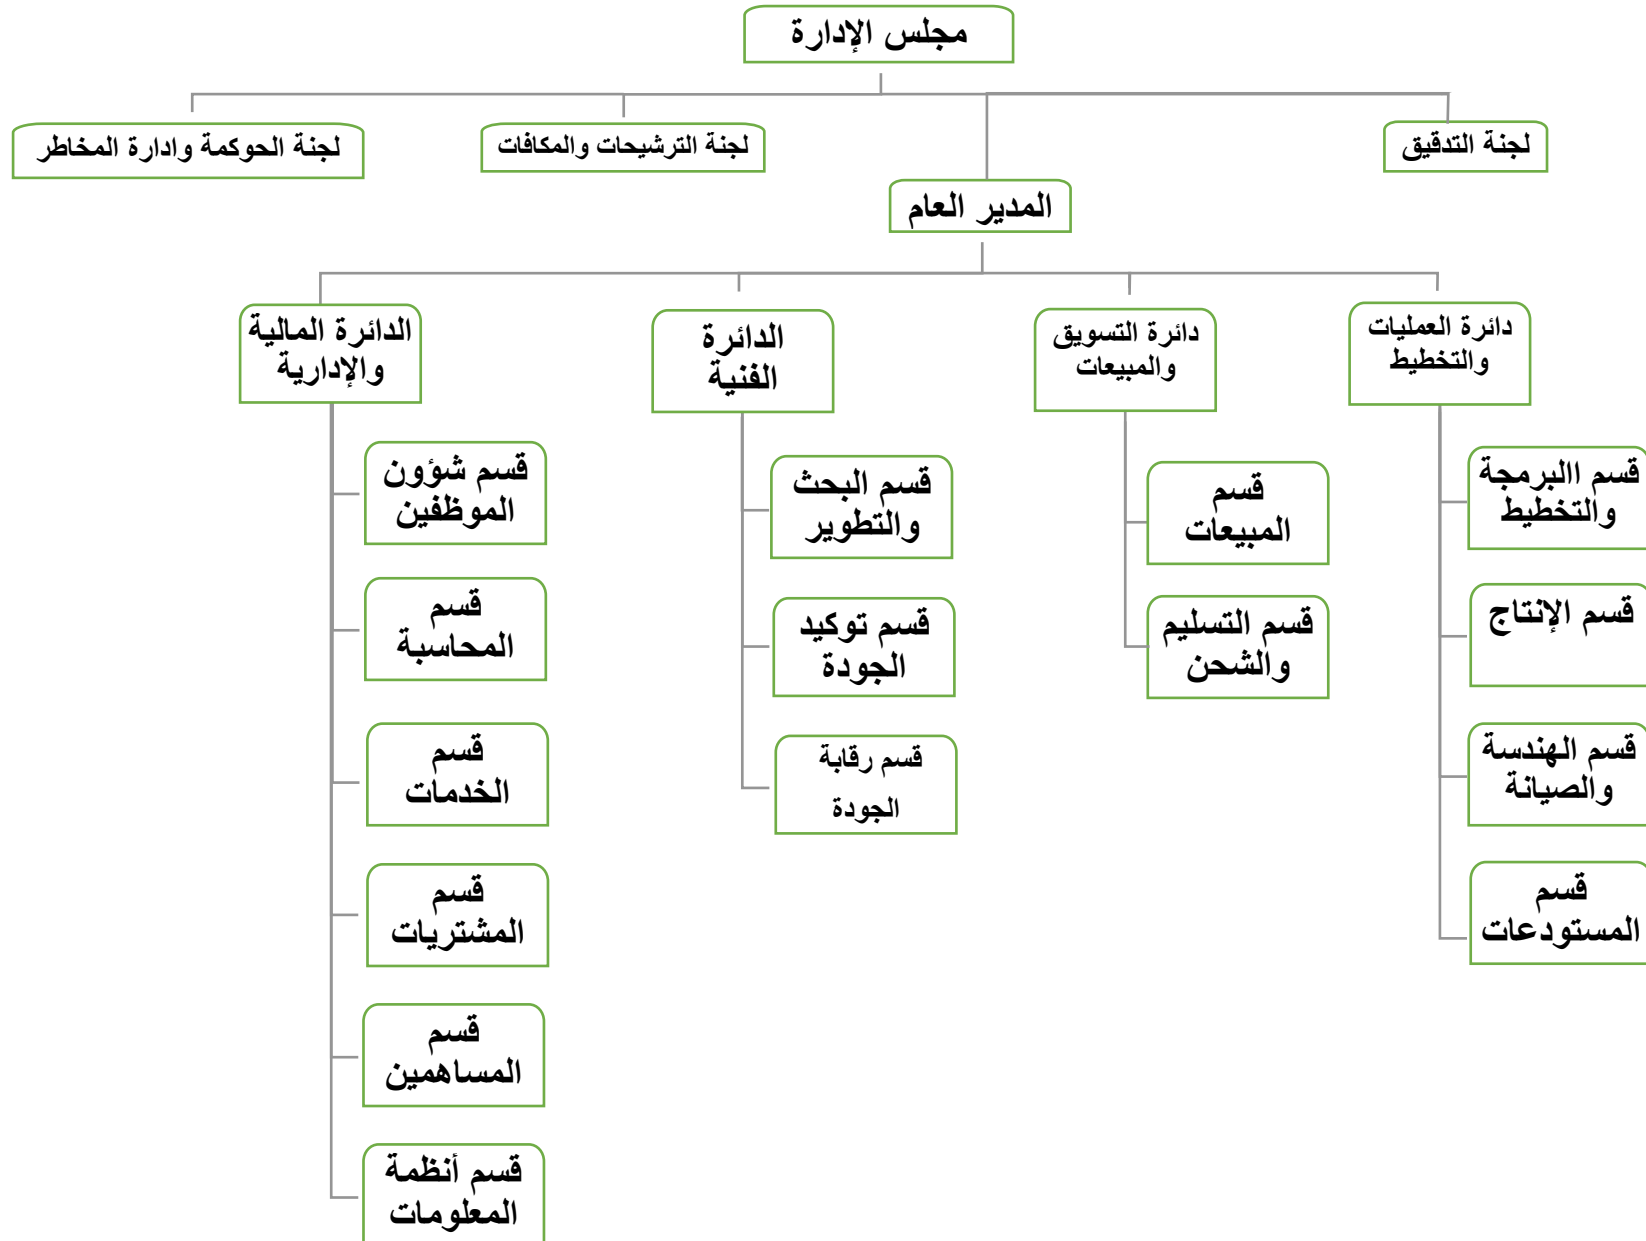 مجلس الإدارة
لجنة التدقيق
لجنة الترشيحات والمكافات
لجنة الحوكمة وادارة المخاطر
المدير العام
دائرة العمليات
والتخطيط
قسم االبرمجة
والتخطيط
قسم الإنتاج
قسم الهندسة
والصيانة
قسم
المستودعات
دائرة التسويق
والمبيعات
قسم
المبيعات
قسم التسليم
والشحن
الدائرة
الفنية
قسم البحث
والتطوير
قسم توكيد
الجودة
قسم رقابة
الجودة
الدائرة المالية
والإدارية
قسم شؤون
الموظفين
قسم
المحاسبة
قسم
الخدمات
قسم
المشتريات
قسم
المساهمين
قسم أنظمة
المعلومات